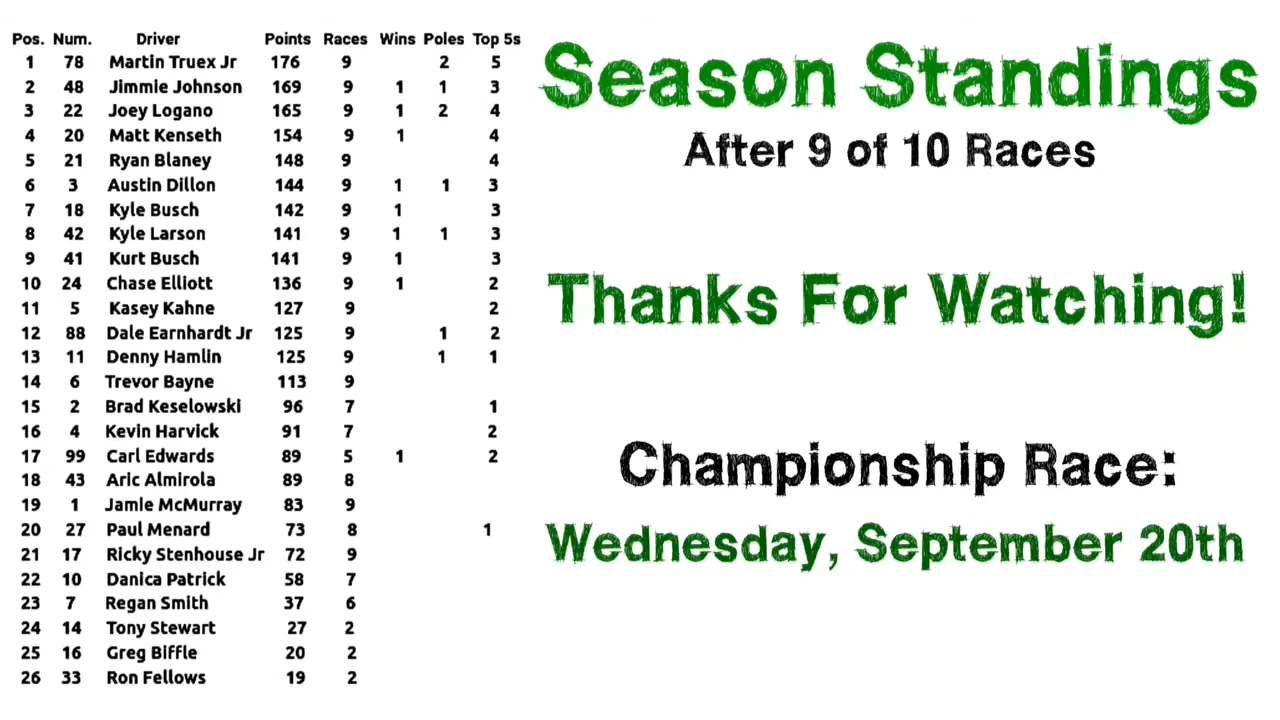 Pos. Num. Driver Points Races Wins Poles Top 5s
1 78 Martin Truex Jr 176 9 2 5
2 48 Jimmie Johnson 169 9 1 1 3
3 22 Joey Logano 165 9 1 2 4
4 20 Matt Kenseth 154 9 1 4
5 21 Ryan Blaney 148 9 4
6 3 Austin Dillon 144 9 1 1 3
7 18 Kyle Busch 142 9 1 3
8 42 Kyle Larson 141 9 1 1 3
9 41 Kurt Busch 141 9 1 3
10 24 Chase Elliott 136 9 1 2
11 5 Kasey Kahne 127 9 2
12 88 Dale Earnhardt Jr 125 9 1 2
13 11 Denny Hamlin 125 9 1 1
14 6 Trevor Bayne 113 9
15 2 Brad Keselowski 96 7 1
16 4 Kevin Harvick 91 7 2
17 99 Carl Edwards 89 5 1 2
18 43 Aric Almirola 89 8
19 1 Jamie McMurray 83 9
20 27 Paul Menard 73 8 1
21 17 Ricky Stenhouse Jr 72 9
22 10 Danica Patrick 58 7
23 7 Regan Smith 37 6
24 14 Tony Stewart 27 2
25 16 Greg Biffle 20 2
26 33 Ron Fellows 19 2
Season Standings
After 9 of 10 Races
Thanks For Watching!
Championship Race:
Wednesday, September 20th